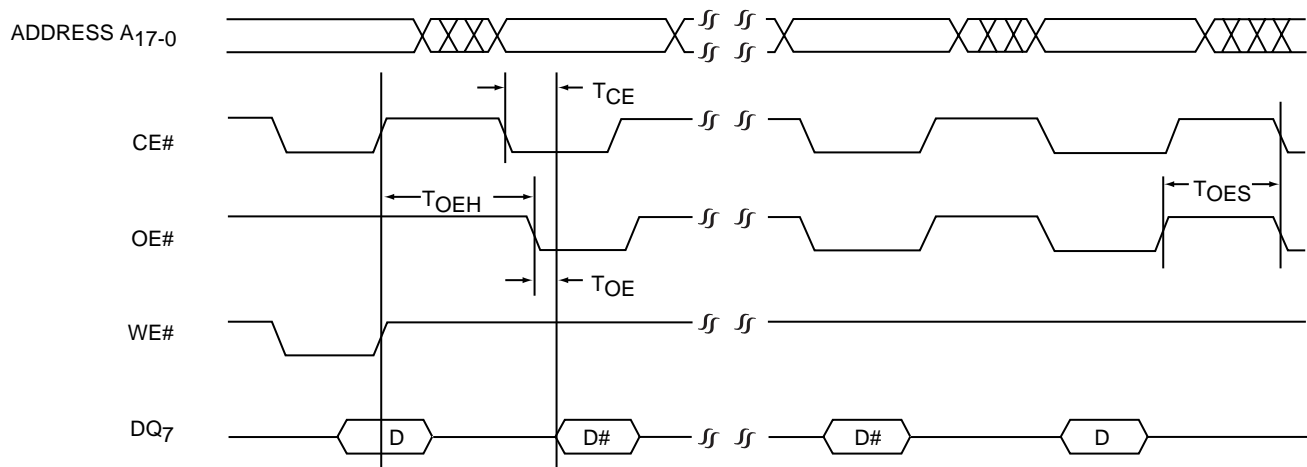 ADDRESS A17-0
TCE
CE#
TOEH
TOES
OE#
TOE
WE#
DQ7
D
D#
D#
D